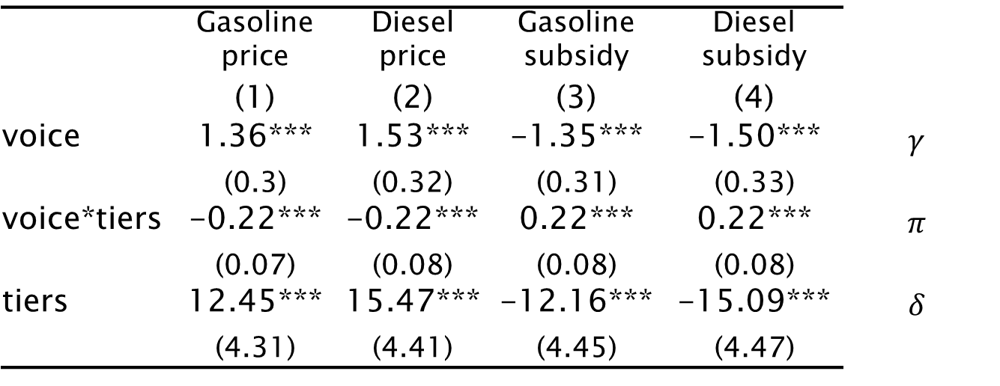 Gasoline Diesel Gasoline Diesel
price price subsidy subsidy
(1) (2) (3) (4)
voice 1.36*** 1.53*** -1.35*** -1.50*** γ
(0.3) (0.32) (0.31) (0.33)
voice*tiers -0.22*** -0.22*** 0.22*** 0.22*** π
(0.07) (0.08) (0.08) (0.08)
tiers 12.45*** 15.47*** -12.16*** -15.09*** δ
(4.31) (4.41) (4.45) (4.47)